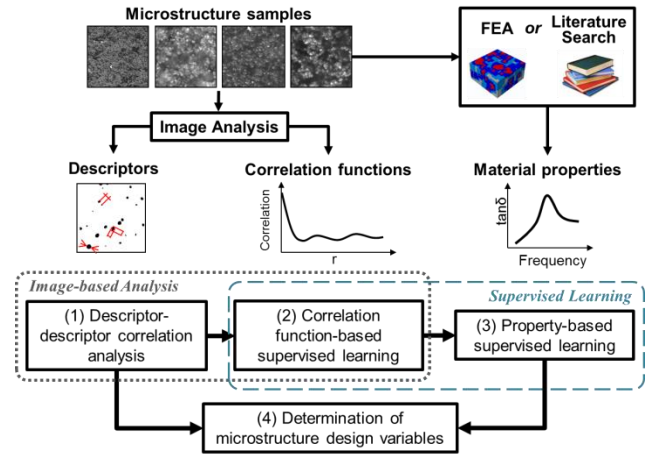 Microstructure samples
FEA or Literature
Search
Image Analysis
Descriptors
Correlation functions
Material properties
Correlation
r
tanδ
Frequency
Image-based Analysis
Supervised Learning
(1) Descriptor-
descriptor correlation
analysis
(2) Correlation
function-based
supervised learning
(3) Property-based
supervised learning
(4) Determination of
microstructure design variables